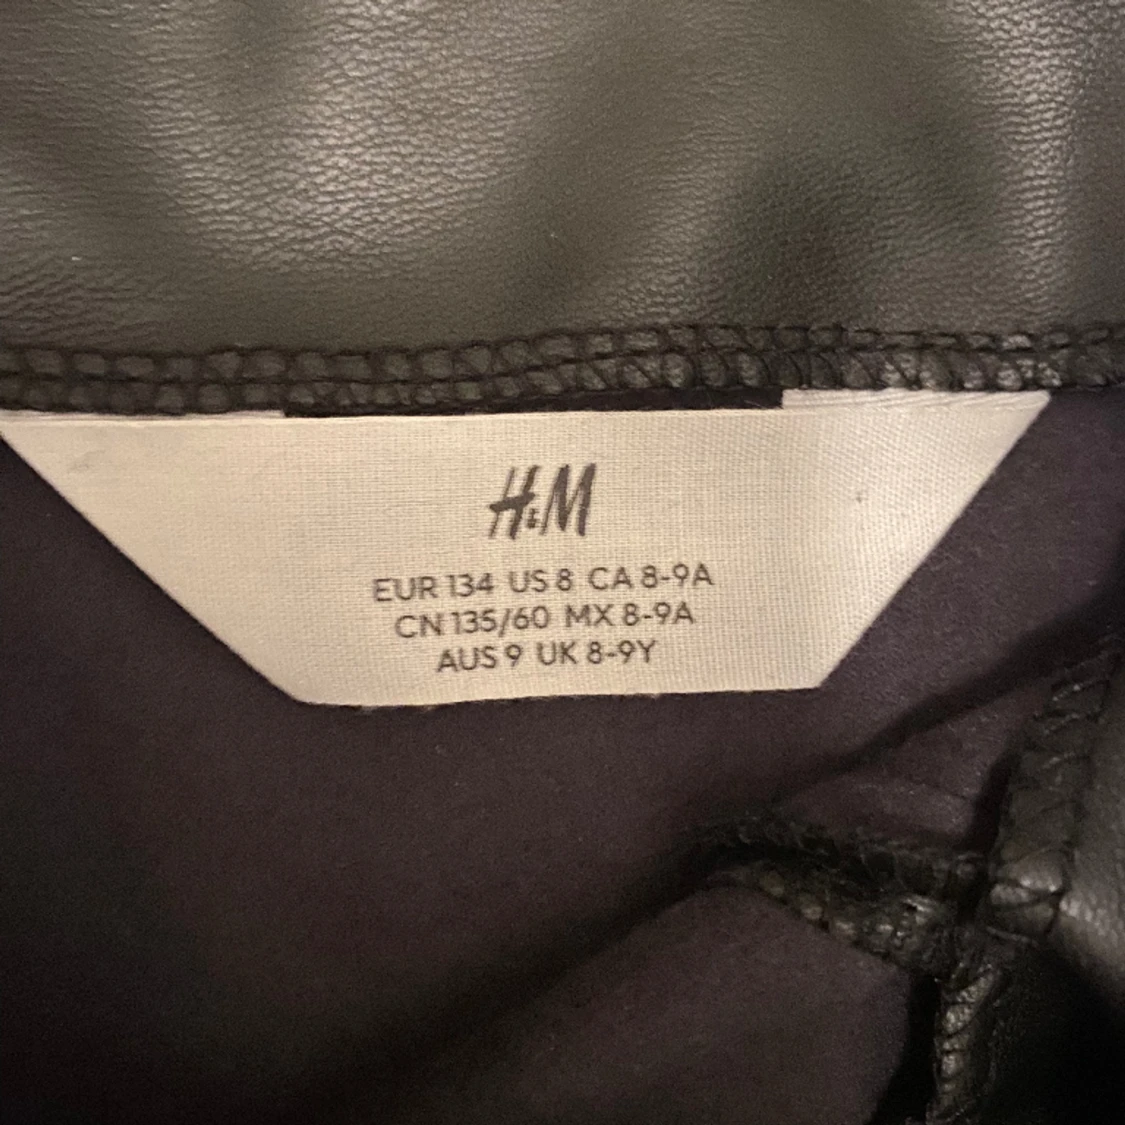 H&M
EUR 134 US 8 CA 8-9A
CN 135/60 MX 8-9A
AUS 9 UK 8-9Y